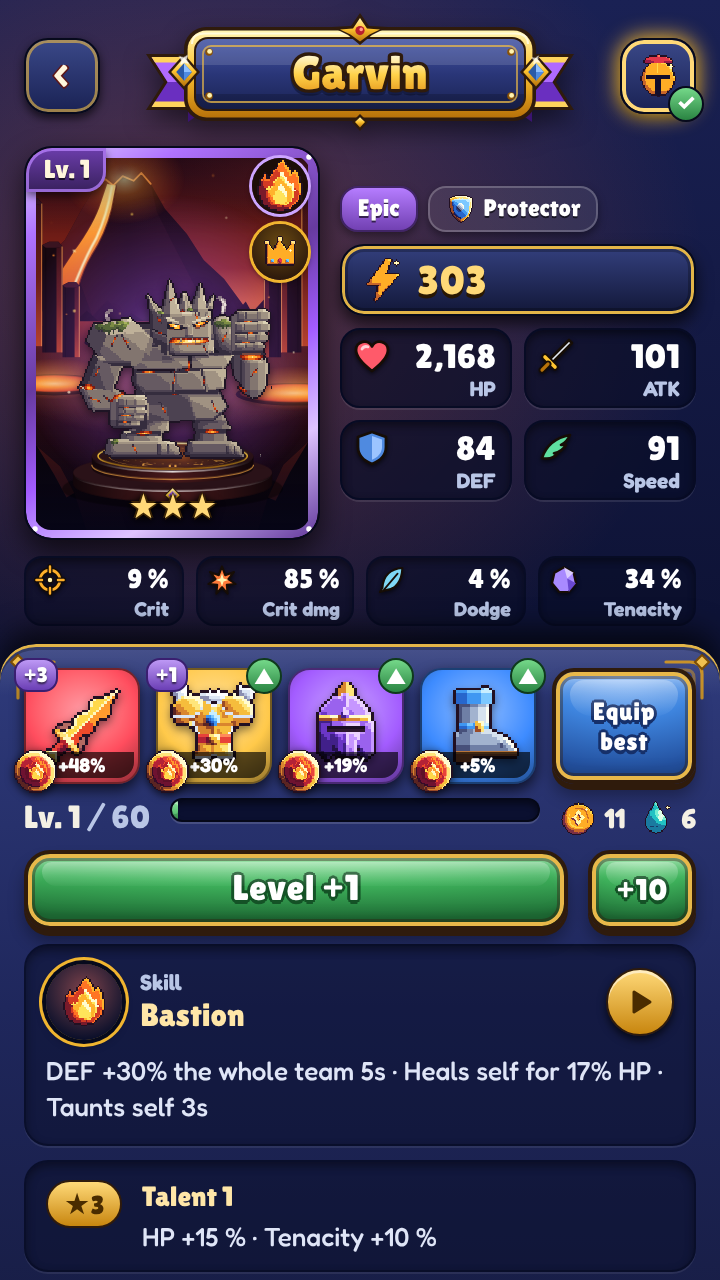 Garvin
Lv. 1
Epic
Protector
303
2,168
HP
101
ATK
84
DEF
91
Speed
9 %
Crit
85 %
Crit dmg
4 %
Dodge
34 %
Tenacity
+3
+48%
+1
+30%
+19%
+5%
Equip
best
Lv. 1 / 60
11
6
Level +1
+10
Skill
Bastion
DEF +30% the whole team 5s · Heals self for 17% HP ·
Taunts self 3s
★3
Talent 1
HP +15 % · Tenacity +10 %